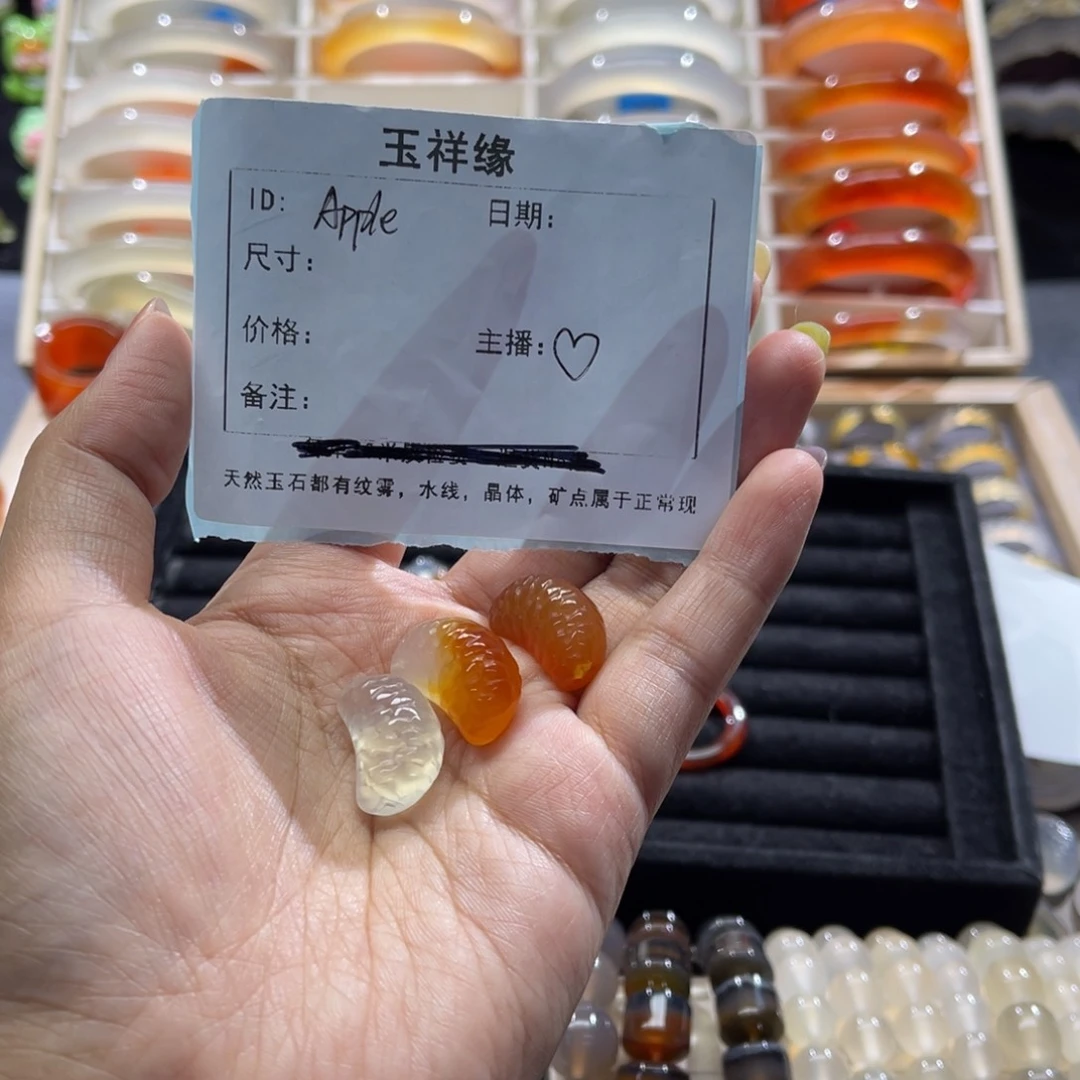 玉祥缘
ID: Apple 日期:
尺寸:
价格: 主播:♡
备注:
天然玉石都有纹雾，水线，晶体，矿点属于正常现